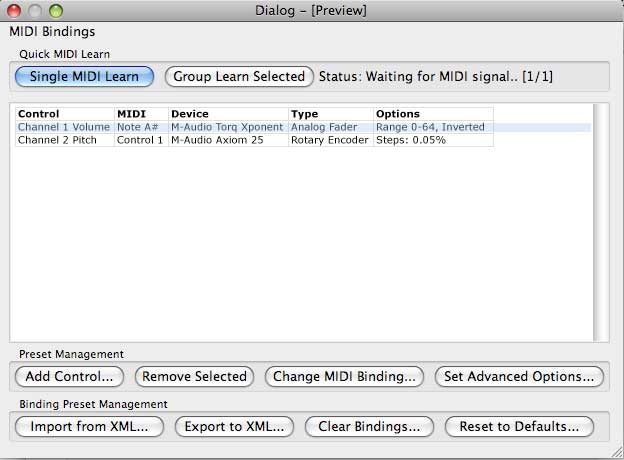 Dialog – [Preview]
MIDI Bindings
Quick MIDI Learn
Single MIDI Learn Group Learn Selected Status: Waiting for MIDI signal.. [1/1]
Control MIDI Device Type Options
Channel 1 Volume Note A# M-Audio Torq Xponent Analog Fader Range 0-64, Inverted
Channel 2 Pitch Control 1 M-Audio Axiom 25 Rotary Encoder Steps: 0.05%
Preset Management
Add Control... Remove Selected Change MIDI Binding... Set Advanced Options...
Binding Preset Management
Import from XML... Export to XML... Clear Bindings... Reset to Defaults...